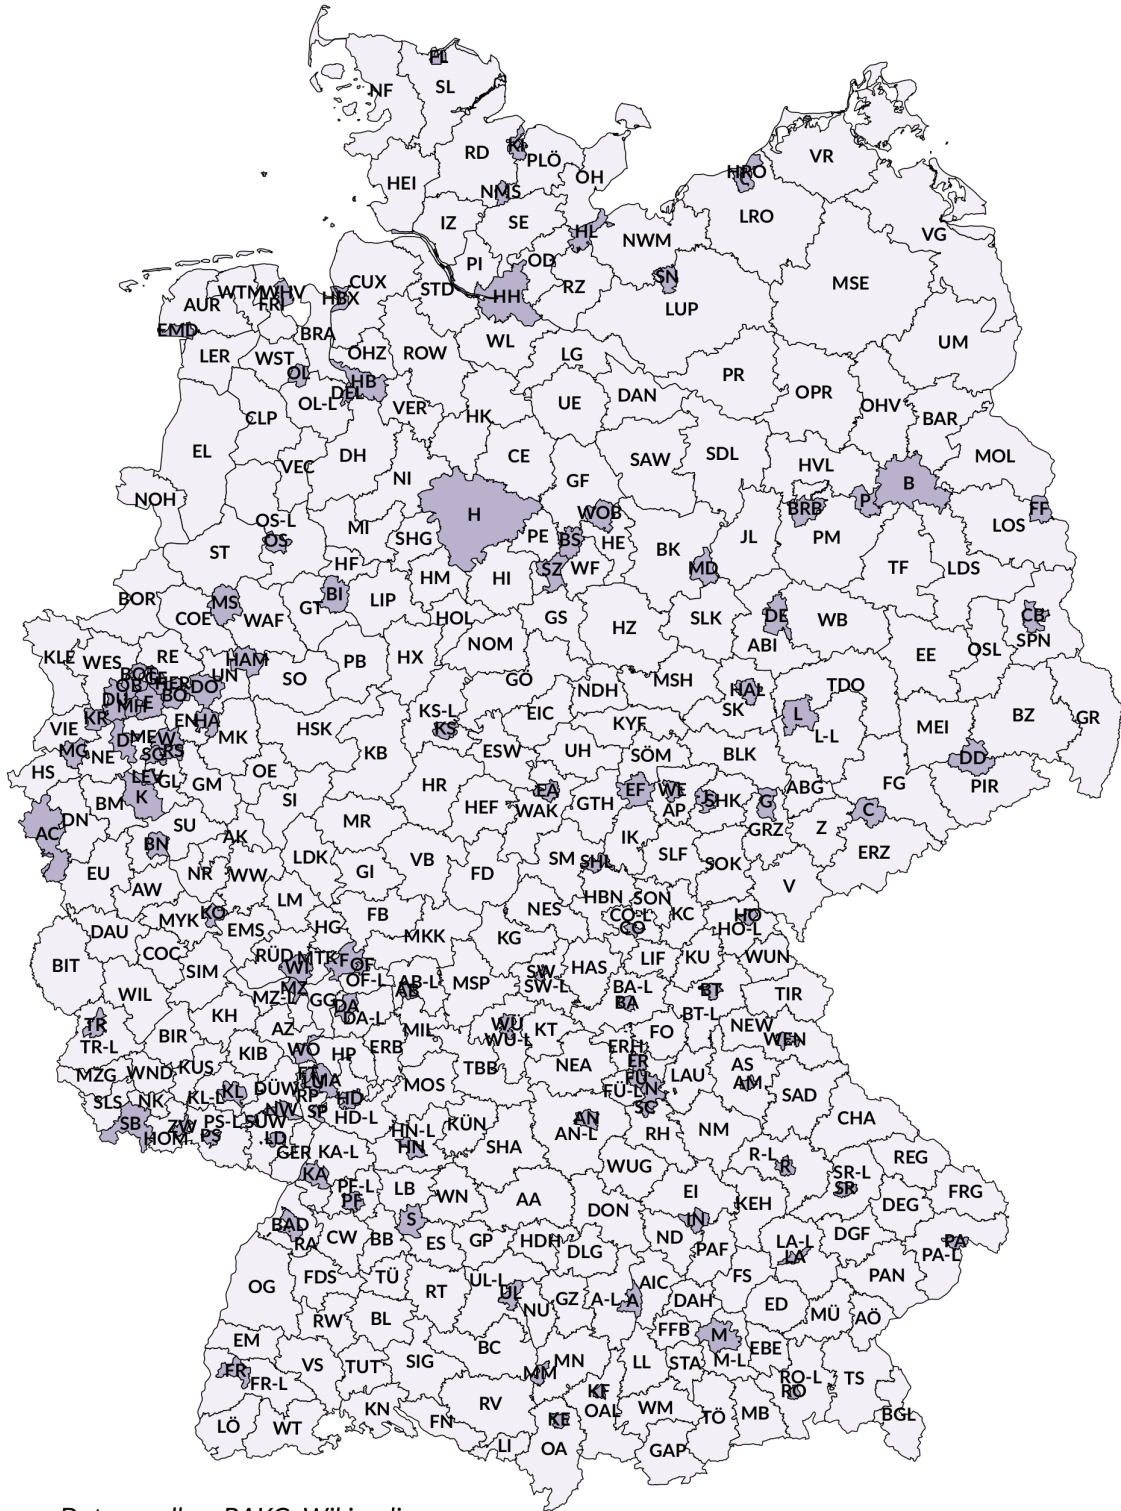 FL
NF SL
RD KI PLÖ
HEI NMS OH
IZ SE HL
PI OD NWM
STD HH RZ SN
HRO VR
LRO VG
MSE
LUP
CUX
HBX
AUR WTM WHV
FRI
EMD BRA
LER WST OHZ ROW WL LG
OL HB
DEL
OL-L VER UE DAN PR OPR UM
CLP HK OHV BAR
EL VEC DH NI CE GF SAW SDL HVL MOL
NOH H B
OS-L WOB BRB P FF
OS MI SHG PE BS HE JL PM LOS
ST HF HM HI SZ WF BK MD TF LDS
BOR MS GT BI LIP
COE WAF HOL GS HZ SLK DE WB CB
SPN
KLE WES RE HAM PB HX NOM ABI EE OSL
BOT GE HER UN
OB DO SO GÖ NDH MSH HAL TDO
DU MH E BO KS-L SK
KR EN HA EIC KYF L MEI BZ GR
VIE MK HSK KS L-L
MG NE D ME W KB ESW UH SÖM BLK DD
SG RS
HS LEV GL GM OE HR HEF EA EF WE J SHK G ABG FG PIR
BM K SI WAK GTH AP C
AC DN SU MR IK GRZ Z
BN AK SM SHL SLF SOK ERZ
EU NR WW LDK GI VB FD V
AW LM HBN SON
MYK KO FB NES CO-L KC HO
DAU EMS HG MKK KG CO HO-L
COC RÜD MTK F OF LIF KU WUN
BIT SIM WI OF-L AB-L MSP SW HAS BA-L BT TIR
WIL MZ GG DA AB SW-L BA
MZ-L DA-L BT-L
TR KH AZ MIL WÜ KT FO NEW WEN
TR-L BIR WO HP ERB WÜ-L ERH
MZG WND KUS KIB FT TBB NEA ER AS
SLS NK KL-L KL DÜW LU MA MOS FÜ LAU AM SAD
RP HD FÜ-L N
SB ZW PS-L SÜW NW SP HD-L KÜN AN SC CHA
HOM PS LD HN-L AN-L RH NM
GER KA-L HN SHA WUG R-L R REG
KA LB WN AA EI SR-L SR FRG
PF-L PF DON KEH DEG
BAD S IN
RA CW BB ES GP HDH DLG ND PAF LA-L DGF PA
LA PA-L
OG FDS TÜ RT UL-L GZ A-L A AIC FS PAN
UL NU DAH ED MÜ AÖ
RW BL
EM BC FFB M EBE
FR VS TUT SIG MN LL STA M-L RO-L TS
FR-L MM RO
LÖ WT KN FN RV KE KF OAL WM TÖ MB BGL
LI OA GAP